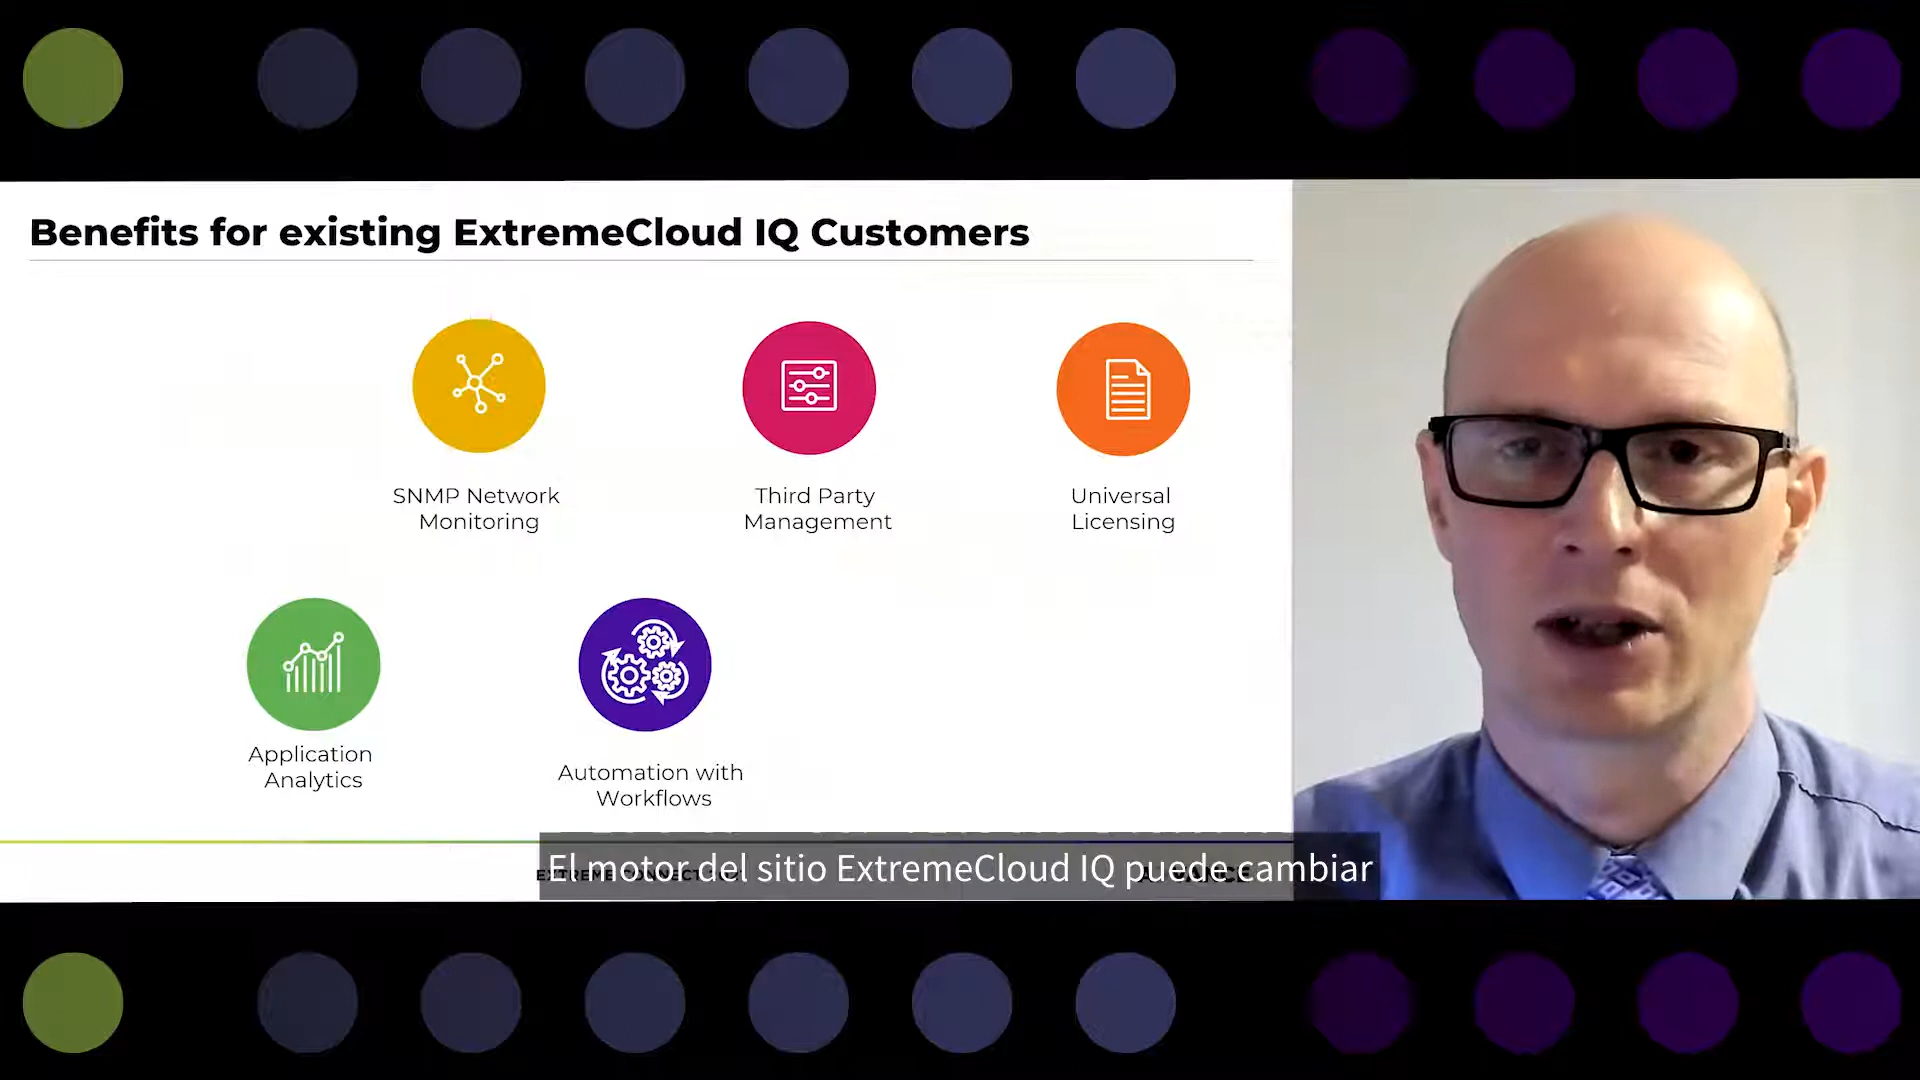 Benefits for existing ExtremeCloud IQ Customers
SNMP Network
Monitoring
Third Party
Management
Universal
Licensing
Application
Analytics
Automation with
Workflows
El motor del sitio ExtremeCloud IQ puede cambiar